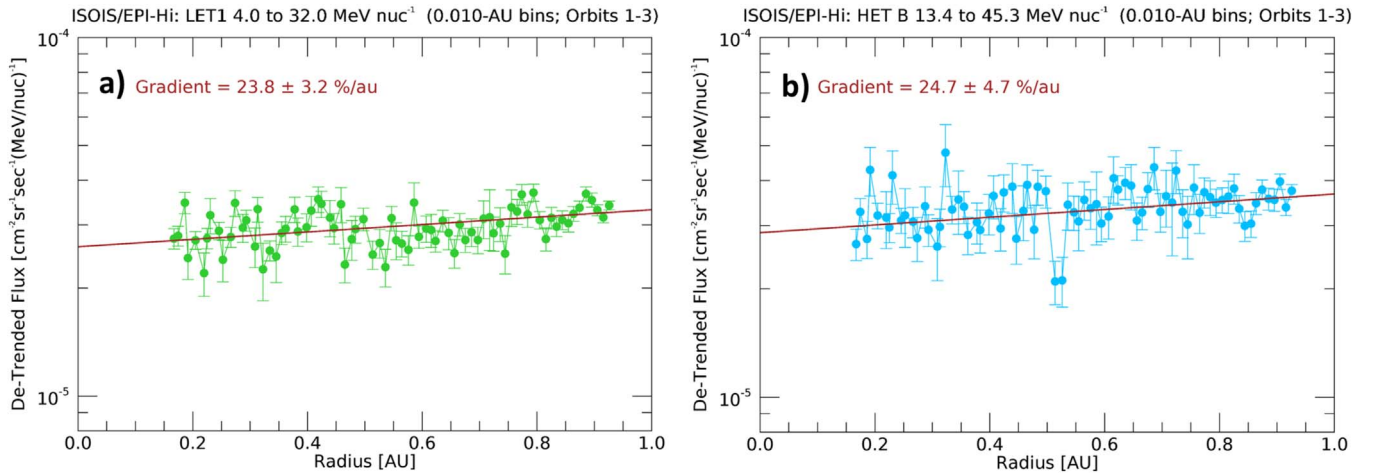 ISOIS/EPI-Hi: LET1 4.0 to 32.0 MeV nuc⁻¹ (0.010-AU bins; Orbits 1-3)
10⁻⁴
a) Gradient = 23.8 ± 3.2 %/au
De-Trended Flux [cm⁻²sr⁻¹sec⁻¹(MeV/nuc)⁻¹]
10⁻⁵
0.0 0.2 0.4 0.6 0.8 1.0
Radius [AU]
ISOIS/EPI-Hi: HET B 13.4 to 45.3 MeV nuc⁻¹ (0.010-AU bins; Orbits 1-3)
10⁻⁴
b) Gradient = 24.7 ± 4.7 %/au
De-Trended Flux [cm⁻²sr⁻¹sec⁻¹(MeV/nuc)⁻¹]
10⁻⁵
0.0 0.2 0.4 0.6 0.8 1.0
Radius [AU]